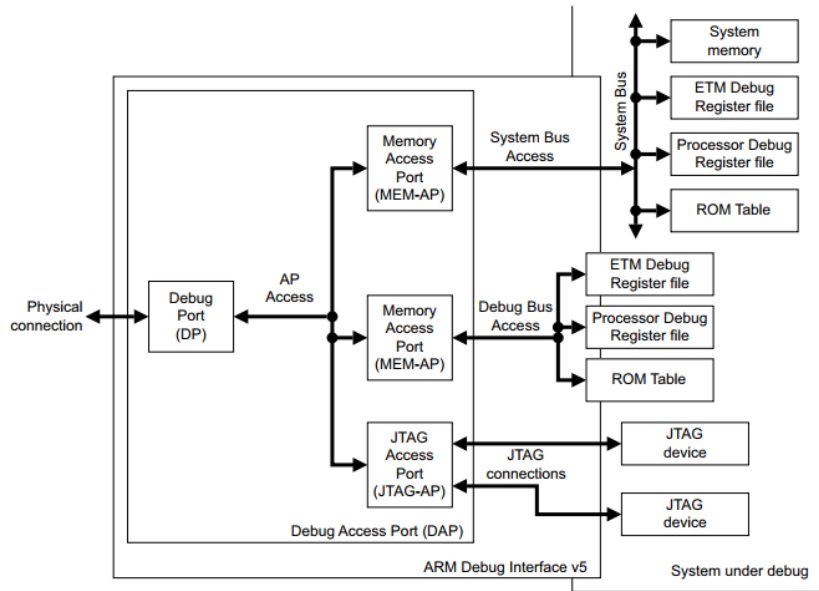 System
memory
ETM Debug
Register file
System Bus
Processor Debug
Register file
ROM Table
Memory
Access
Port
(MEM-AP)
System Bus
Access
Physical
connection
Debug
Port
(DP)
AP
Access
Memory
Access
Port
(MEM-AP)
Debug Bus
Access
ETM Debug
Register file
Processor Debug
Register file
ROM Table
JTAG
Access
Port
(JTAG-AP)
JTAG
connections
JTAG
device
JTAG
device
Debug Access Port (DAP)
ARM Debug Interface v5
System under debug